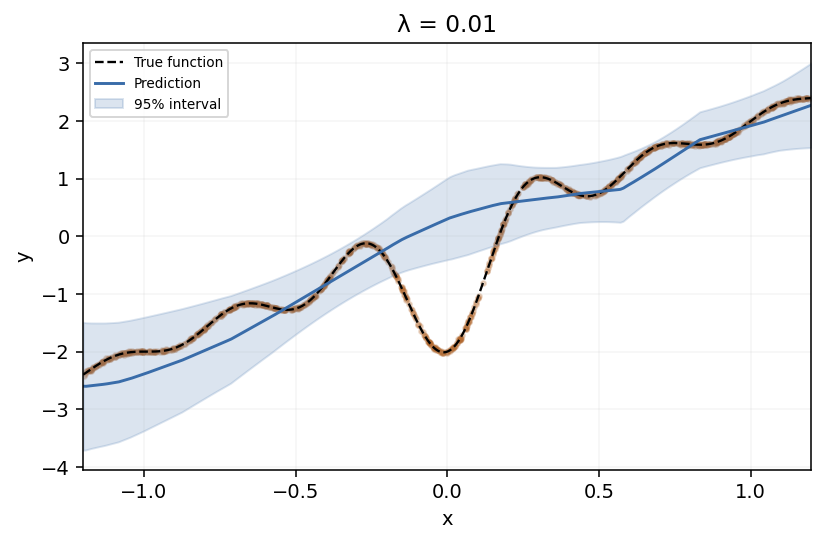 λ = 0.01
True function
Prediction
95% interval
y
3
2
1
0
−1
−2
−3
−4
−1.0 −0.5 0.0 0.5 1.0
x